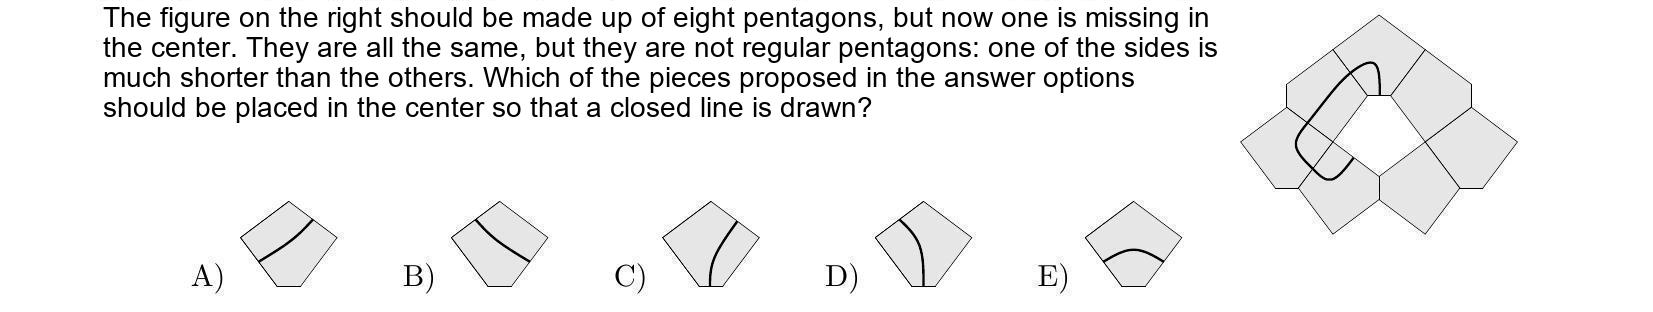 The figure on the right should be made up of eight pentagons, but now one is missing in
the center. They are all the same, but they are not regular pentagons: one of the sides is
much shorter than the others. Which of the pieces proposed in the answer options
should be placed in the center so that a closed line is drawn?
A) B) C) D) E)